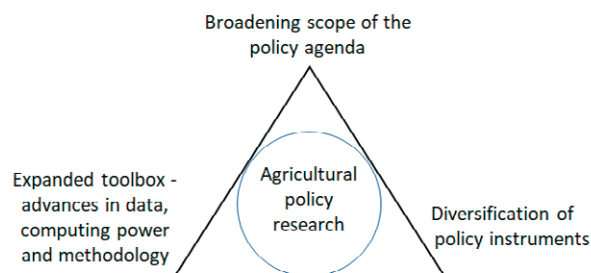 Broadening scope of the
policy agenda
Expanded toolbox -
advances in data,
computing power
and methodology
Agricultural
policy
research
Diversification of
policy instruments